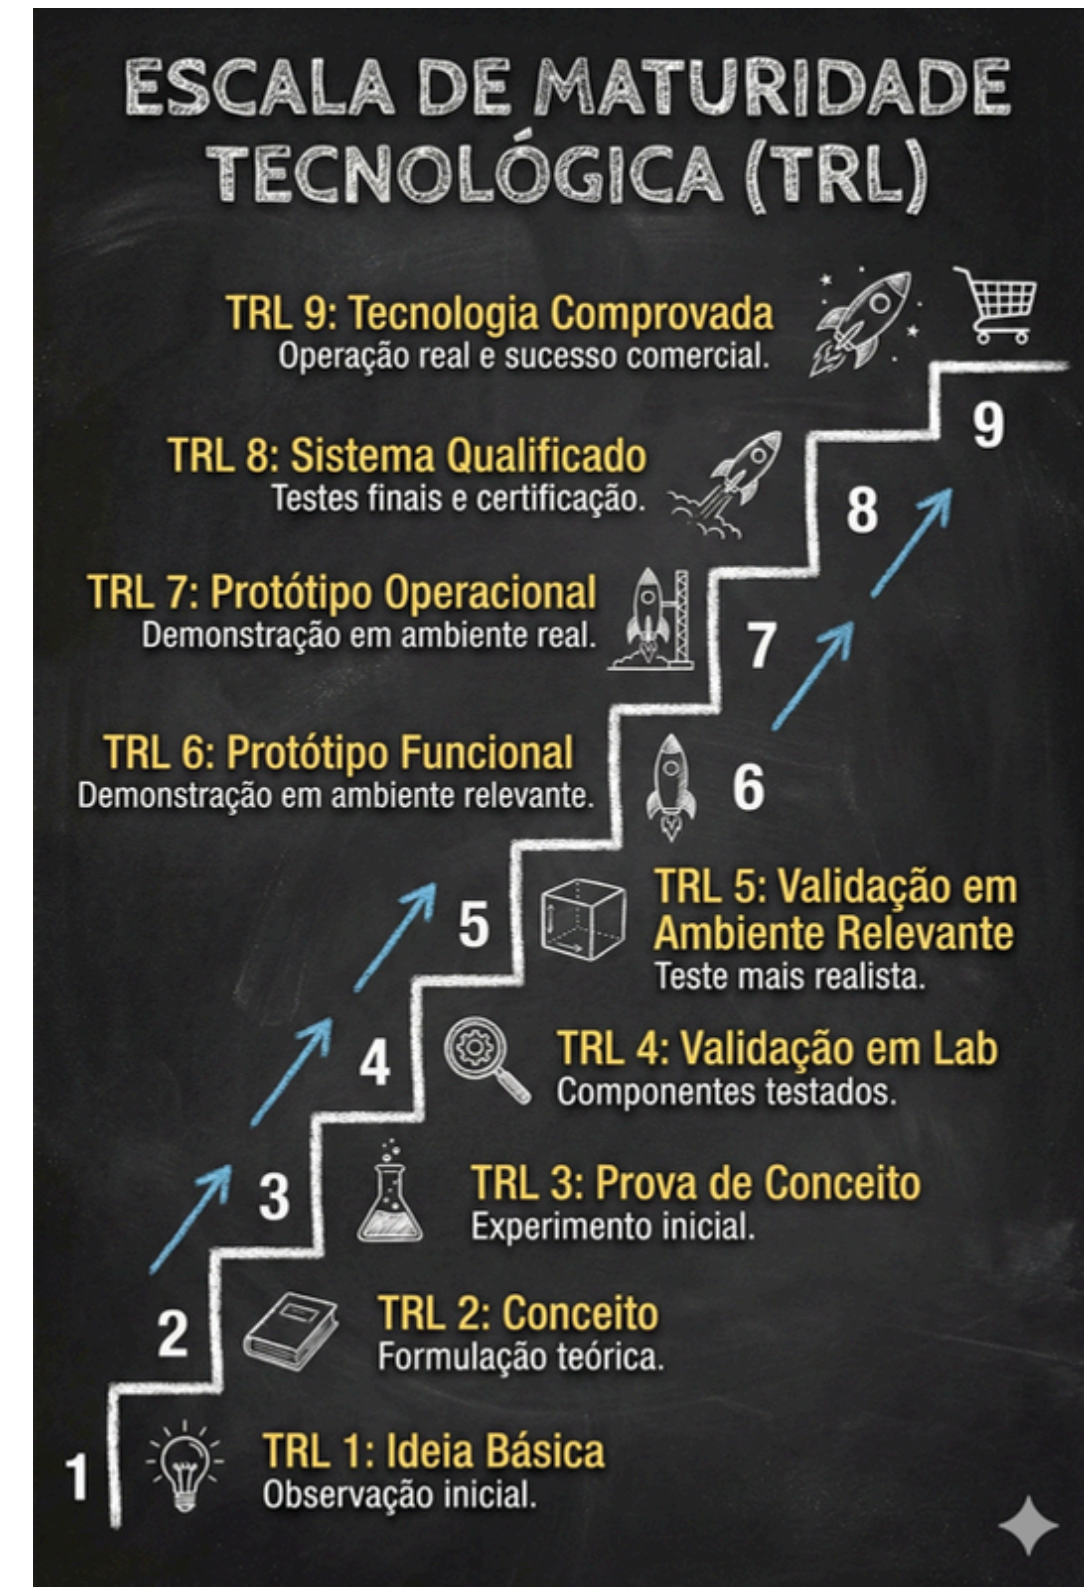 ESCALA DE MATURIDADE
TECNOLÓGICA (TRL)
TRL 9: Tecnologia Comprovada
Operação real e sucesso comercial.
9
TRL 8: Sistema Qualificado
Testes finais e certificação.
8
TRL 7: Protótipo Operacional
Demonstração em ambiente real.
7
TRL 6: Protótipo Funcional
Demonstração em ambiente relevante.
6
5
TRL 5: Validação em
Ambiente Relevante
Teste mais realista.
4
TRL 4: Validação em Lab
Componentes testados.
3
TRL 3: Prova de Conceito
Experimento inicial.
2
TRL 2: Conceito
Formulação teórica.
1
TRL 1: Ideia Básica
Observação inicial.